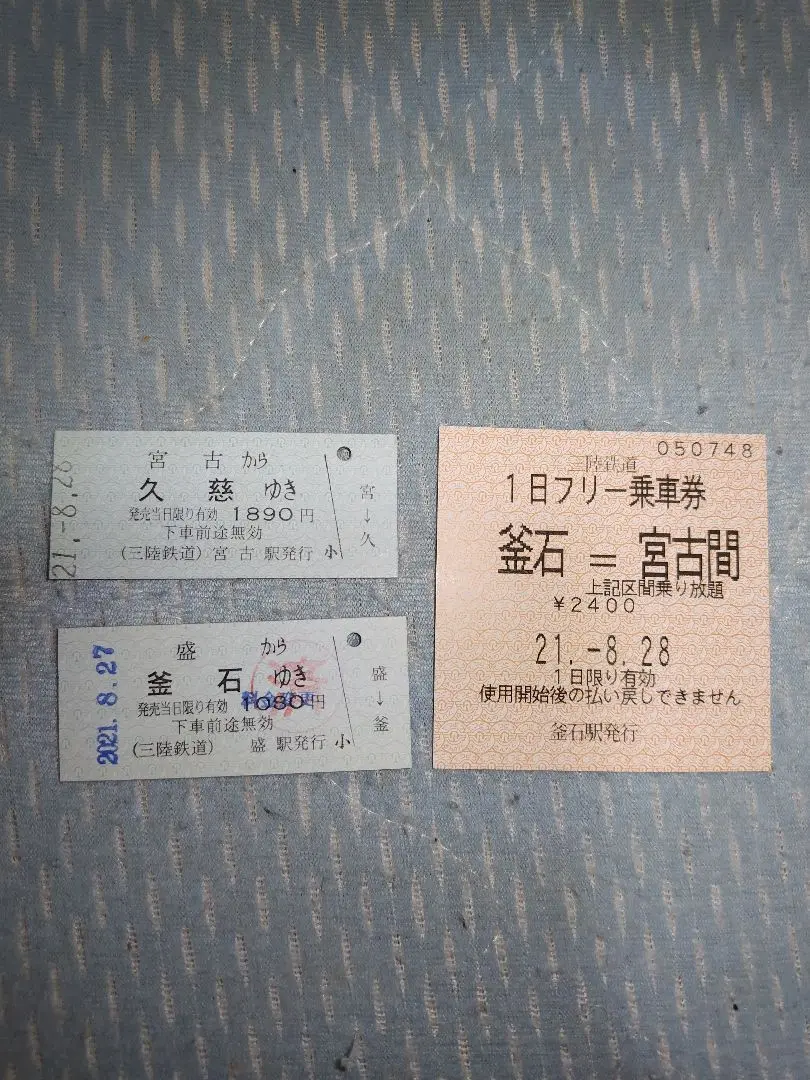 宮古から
久慈ゆき
発売当日限り有効 1890円
下車前途無効
(三陸鉄道) 宮古駅発行 小
宮→久
21.-8.28
盛から
釜石ゆき
発売当日限り有効 1080円
下車前途無効
(三陸鉄道) 盛駅発行 小
盛→釜
2021.8.27
050748
三陸鉄道
1日フリー乗車券
釜石=宮古間
上記区間乗り放題
¥2400
21.-8.28
1日限り有効
使用開始後の払い戻しできません
釜石駅発行